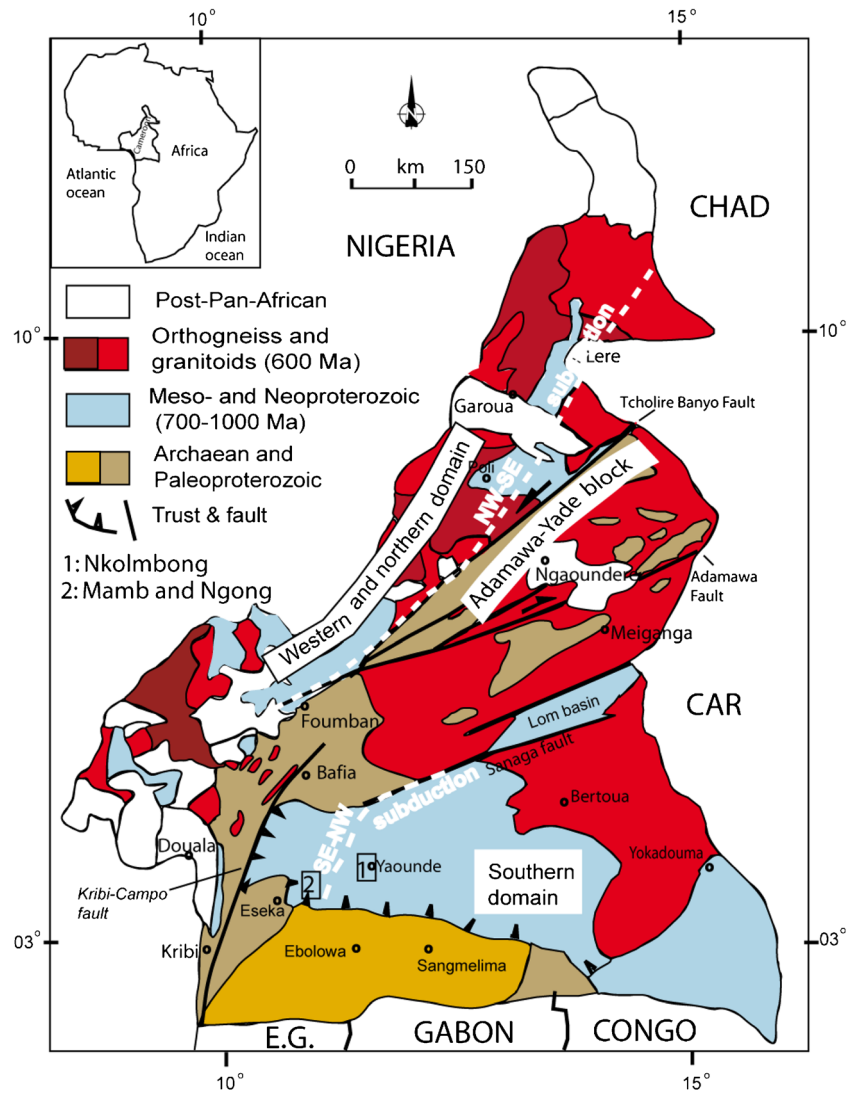 10°
15°
Cameroon
Africa
Atlantic
ocean
Indian
ocean
N
0 km 150
CHAD
NIGERIA
Post-Pan-African
10°
10°
Orthogneiss and
granitoids (600 Ma)
Meso- and Neoproterozoic
(700-1000 Ma)
Archaean and
Paleoproterozoic
Trust & fault
1: Nkolmbong
2: Mamb and Ngong
subduction
Lere
Garoua
Tcholire Banyo Fault
Poli
NW-SE
Western and northern domain
Adamawa-Yade block
Ngaoundere
Adamawa
Fault
Meiganga
CAR
Foumban
Lom basin
Sanaga fault
Bafia
subduction
SE-NW
Bertoua
Douala
1
Yaounde
2
Southern
domain
Yokadouma
Kribi-Campo
fault
Eseka
03°
03°
Kribi
Ebolowa
Sangmelima
E.G.
GABON
CONGO
10°
15°